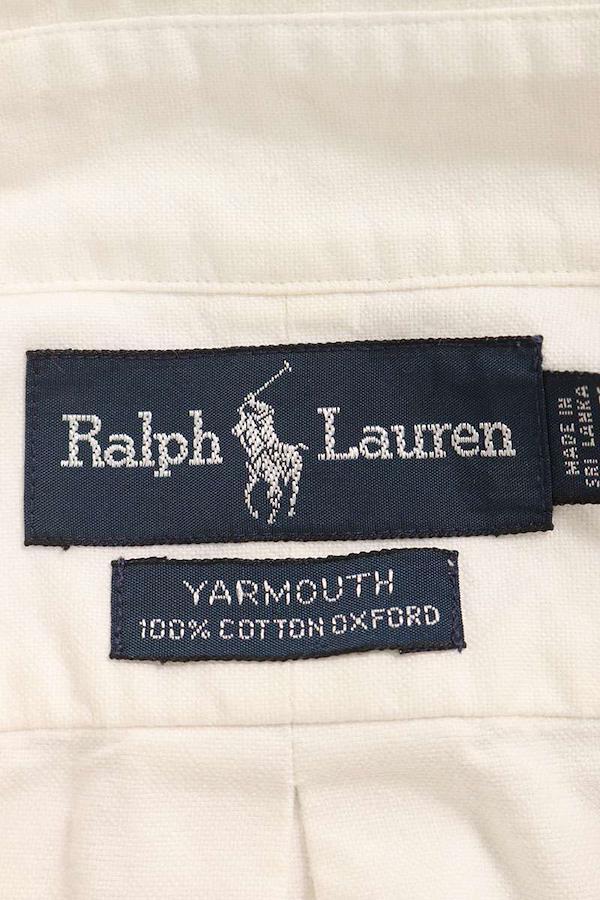 Ralph Lauren
MADE IN
SRI LANKA
YARMOUTH
100% COTTON OXFORD